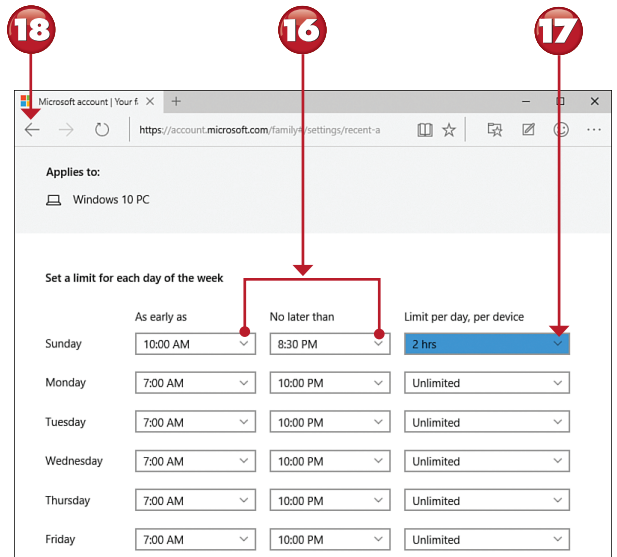 18 16 17
Microsoft account | Your f
https://account.microsoft.com/family#/settings/recent-a
Applies to:
Windows 10 PC
Set a limit for each day of the week
As early as No later than Limit per day, per device
Sunday 10:00 AM 8:30 PM 2 hrs
Monday 7:00 AM 10:00 PM Unlimited
Tuesday 7:00 AM 10:00 PM Unlimited
Wednesday 7:00 AM 10:00 PM Unlimited
Thursday 7:00 AM 10:00 PM Unlimited
Friday 7:00 AM 10:00 PM Unlimited